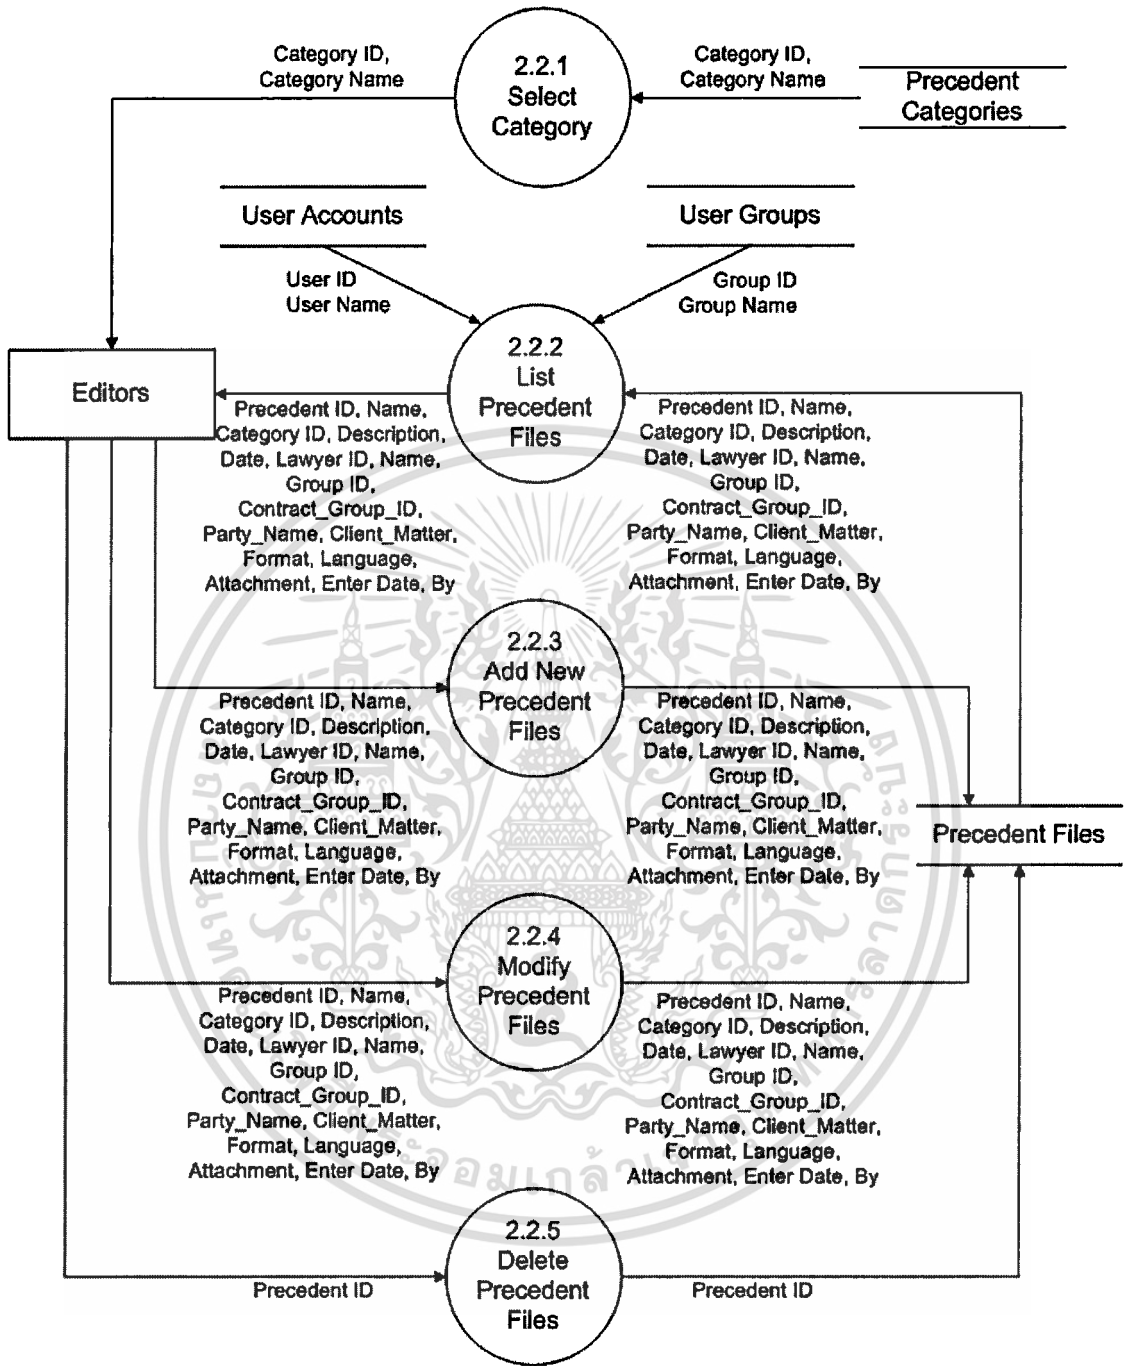 Category ID,
Category Name
2.2.1
Select
Category
Category ID,
Category Name
Precedent
Categories
User Accounts
User Groups
User ID
User Name
Group ID
Group Name
Editors
2.2.2
List
Precedent
Files
Precedent ID, Name,
Category ID, Description,
Date, Lawyer ID, Name,
Group ID,
Contract_Group_ID,
Party_Name, Client_Matter,
Format, Language,
Attachment, Enter Date, By
Precedent ID, Name,
Category ID, Description,
Date, Lawyer ID, Name,
Group ID,
Contract_Group_ID,
Party_Name, Client_Matter,
Format, Language,
Attachment, Enter Date, By
2.2.3
Add New
Precedent
Files
Precedent ID, Name,
Category ID, Description,
Date, Lawyer ID, Name,
Group ID,
Contract_Group_ID,
Party_Name, Client_Matter,
Format, Language,
Attachment, Enter Date, By
Precedent ID, Name,
Category ID, Description,
Date, Lawyer ID, Name,
Group ID,
Contract_Group_ID,
Party_Name, Client_Matter,
Format, Language,
Attachment, Enter Date, By
Precedent Files
2.2.4
Modify
Precedent
Files
Precedent ID, Name,
Category ID, Description,
Date, Lawyer ID, Name,
Group ID,
Contract_Group_ID,
Party_Name, Client_Matter,
Format, Language,
Attachment, Enter Date, By
Precedent ID, Name,
Category ID, Description,
Date, Lawyer ID, Name,
Group ID,
Contract_Group_ID,
Party_Name, Client_Matter,
Format, Language,
Attachment, Enter Date, By
2.2.5
Delete
Precedent
Files
Precedent ID
Precedent ID